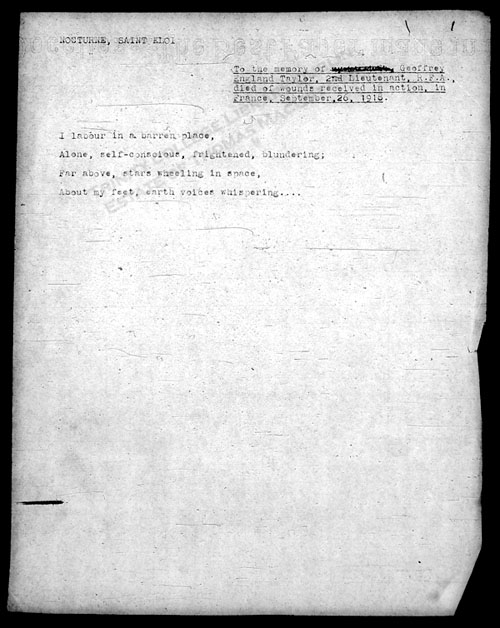 NOCTURNE, SAINT ELOI
To the memory of Geoffrey
England Taylor, 2nd Lieutenant, R.F.A.,
died of wounds received in action, in
France, September,26, 1918.
I labour in a barren place,
Alone, self-conscious, frightened, blundering;
Far above, stars wheeling in space,
About my feet, earth voices whispering....